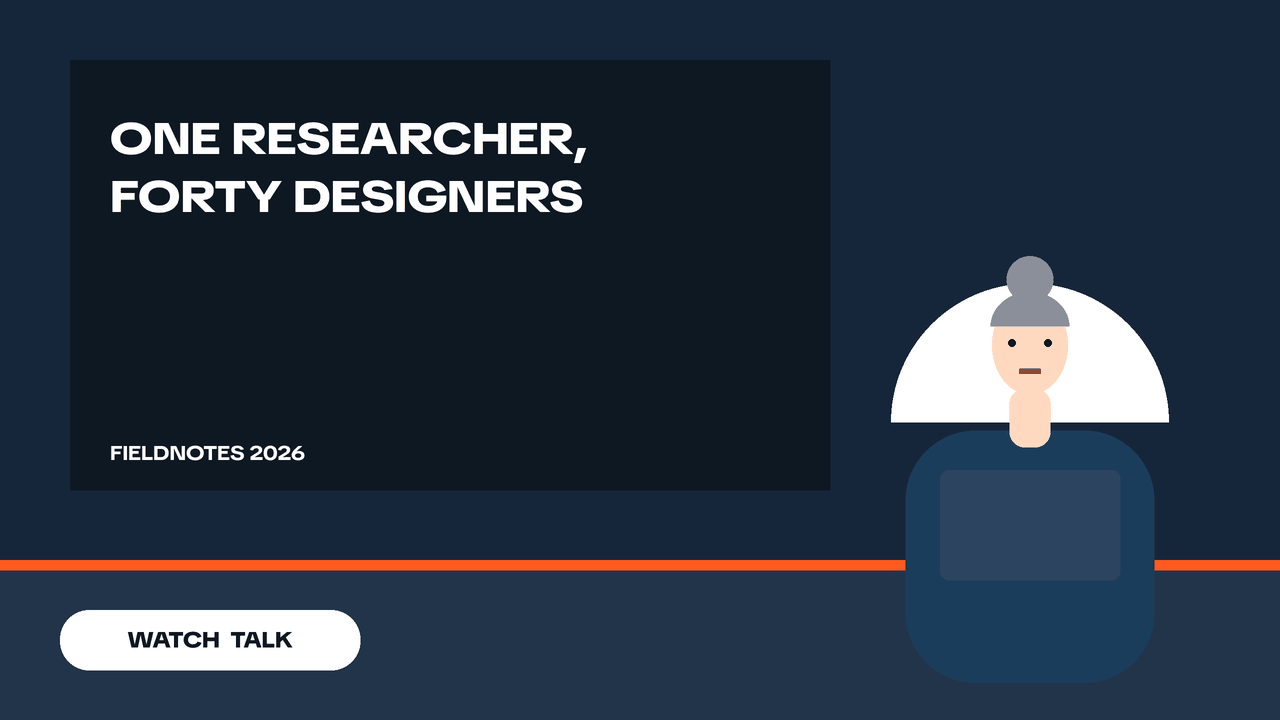 ONE RESEARCHER,
FORTY DESIGNERS
FIELDNOTES 2026
WATCH TALK